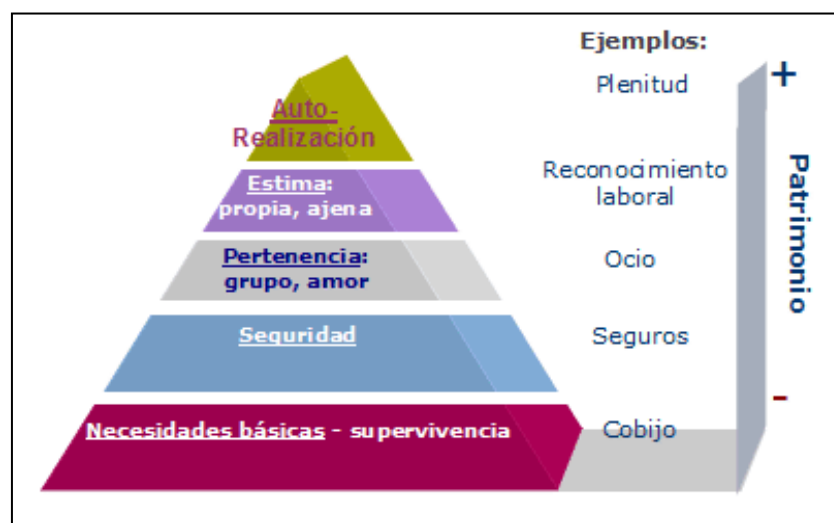 Ejemplos:
Plenitud
+
Auto-
Realización
Reconocimiento
laboral
Estima:
propia, ajena
Pertenencia:
grupo, amor
Ocio
Patrimonio
Seguridad
Seguros
-
Necesidades básicas - supervivencia
Cobijo